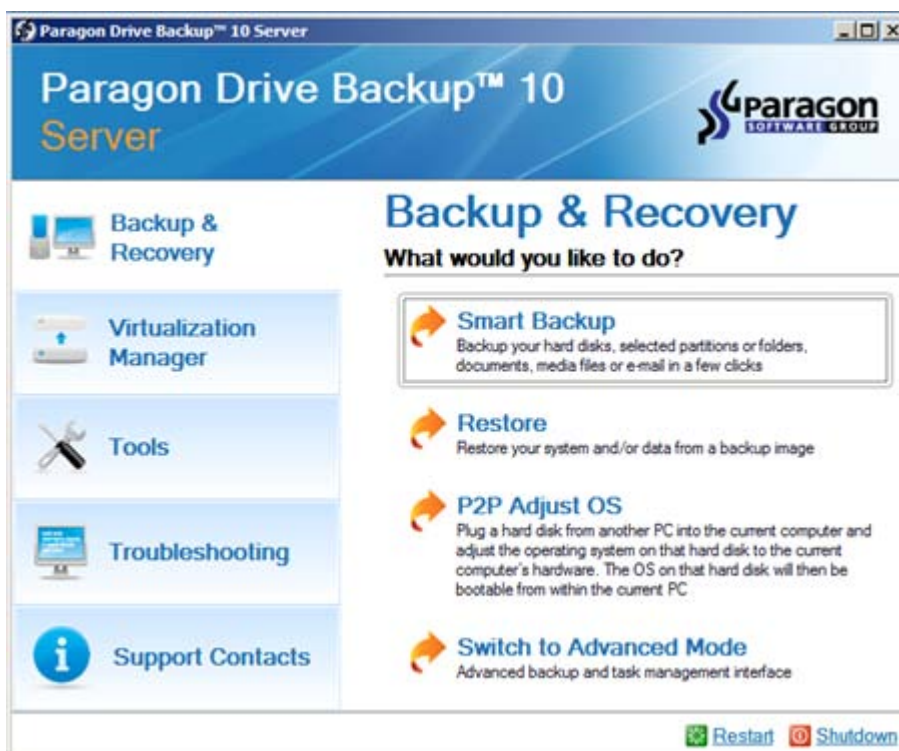 Paragon Drive Backup™ 10 Server
Paragon Drive Backup™ 10
Server
Paragon
SOFTWARE GROUP
Backup &
Recovery
Virtualization
Manager
Tools
Troubleshooting
Support Contacts
Backup & Recovery
What would you like to do?
Smart Backup
Backup your hard disks, selected partitions or folders,
documents, media files or e-mail in a few clicks
Restore
Restore your system and/or data from a backup image
P2P Adjust OS
Plug a hard disk from another PC into the current computer and
adjust the operating system on that hard disk to the current
computer's hardware. The OS on that hard disk will then be
bootable from within the current PC
Switch to Advanced Mode
Advanced backup and task management interface
Restart
Shutdown